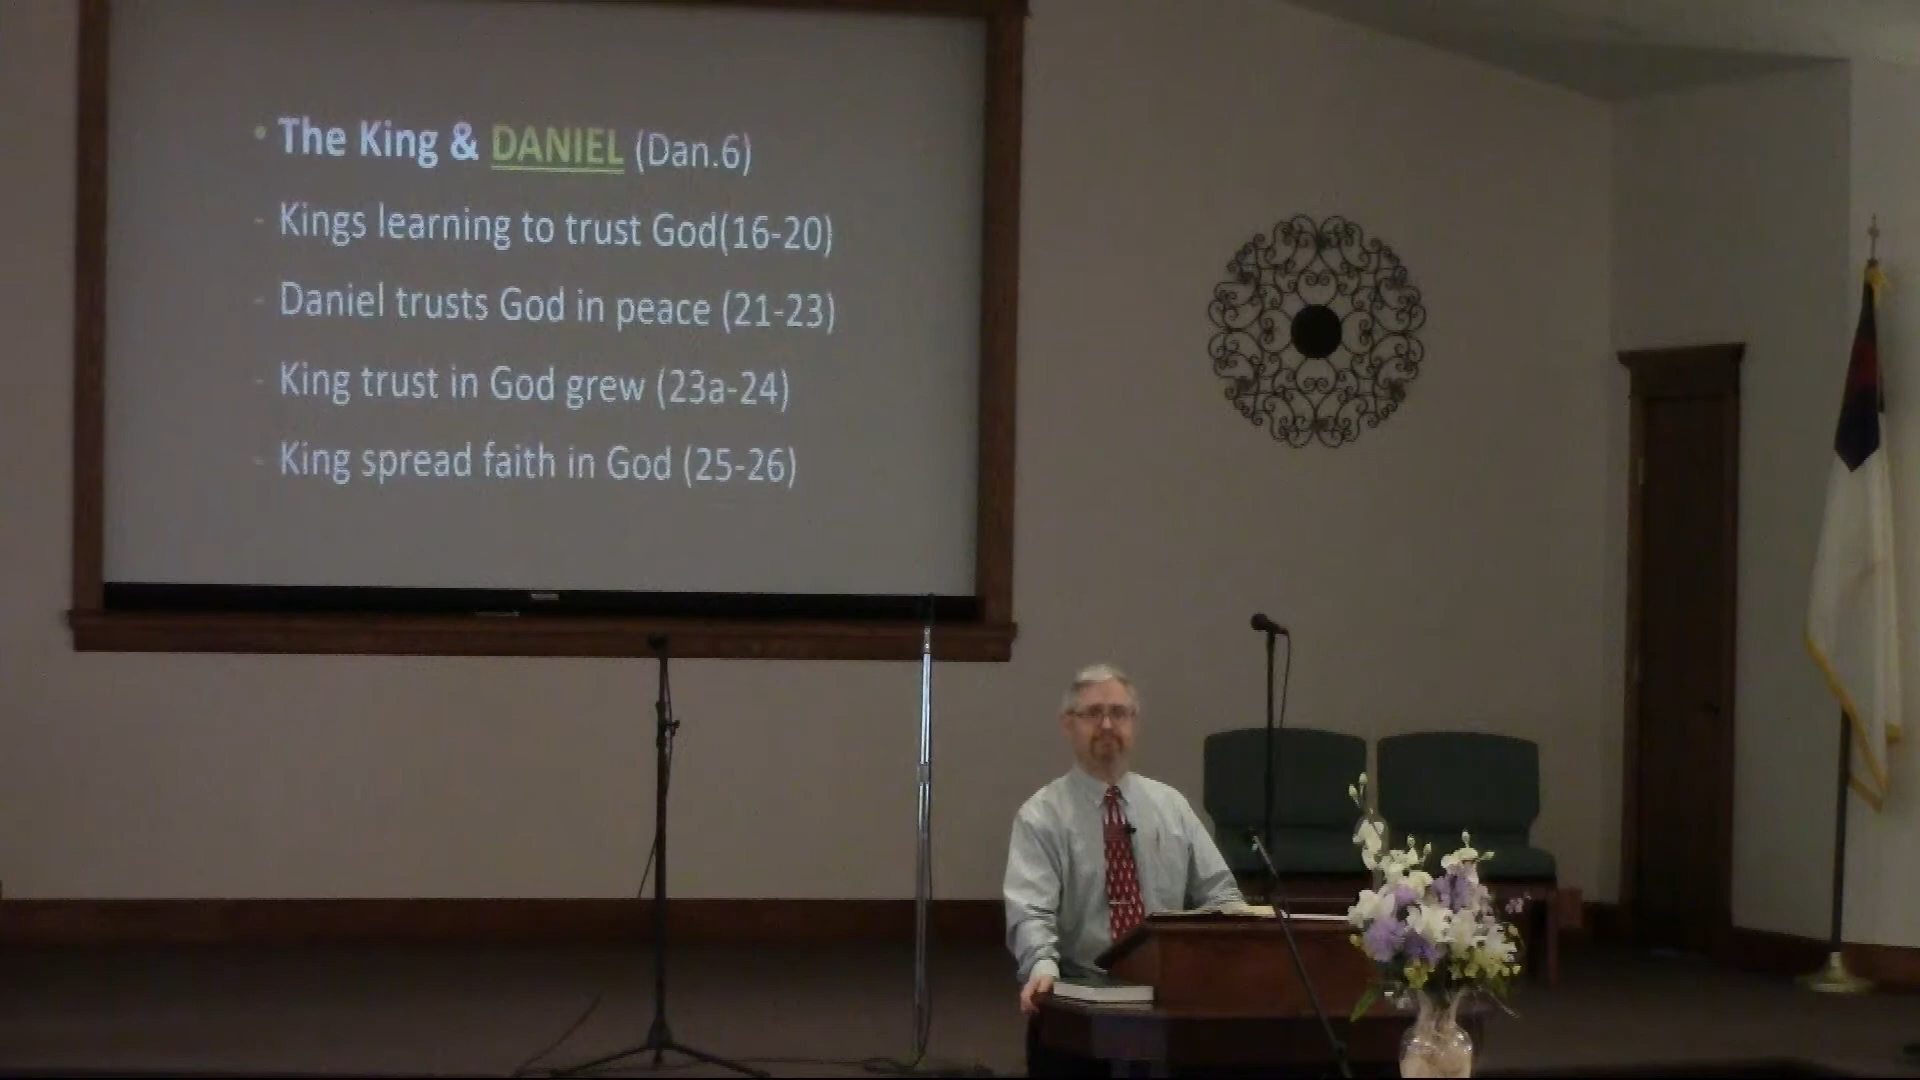 • The King & DANIEL (Dan.6)
- Kings learning to trust God(16-20)
- Daniel trusts God in peace (21-23)
- King trust in God grew (23a-24)
- King spread faith in God (25-26)